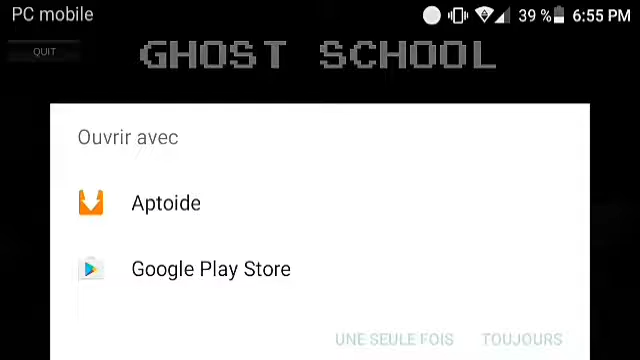 PC mobile 39 % 6:55 PM
QUIT
GHOST SCHOOL
Ouvrir avec
Aptoide
Google Play Store
UNE SEULE FOIS TOUJOURS